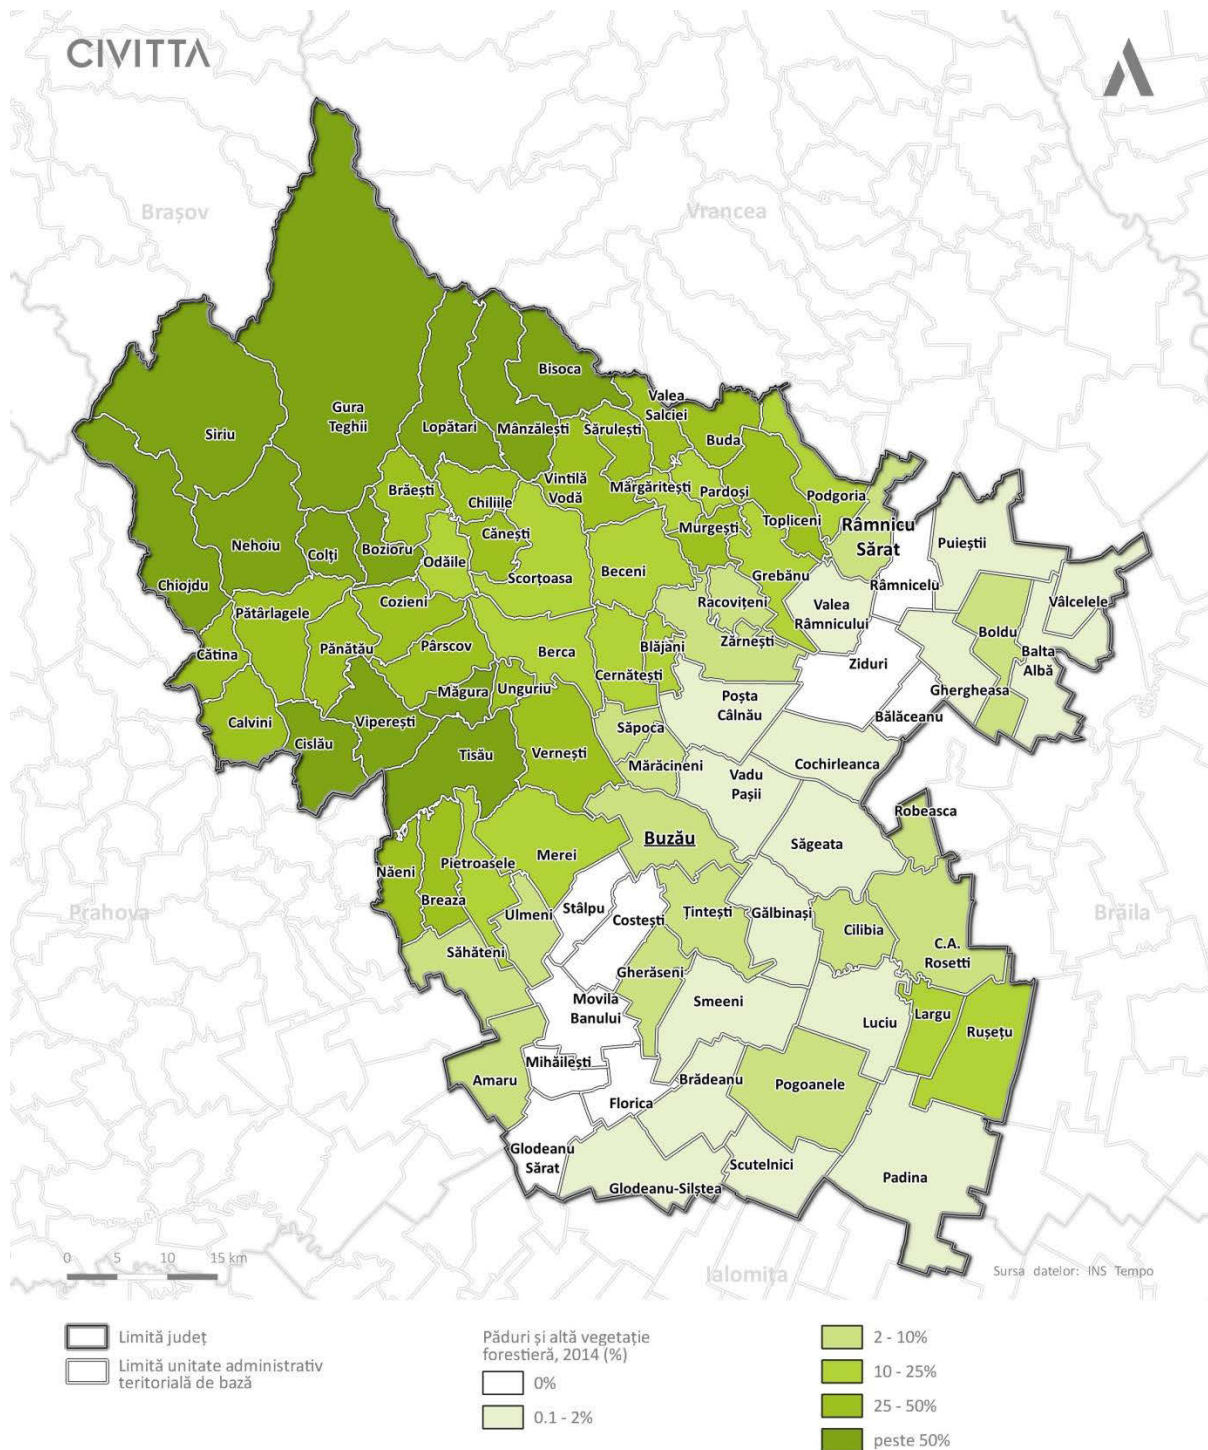 CIVITTA
Brașov
Vrancea
Bisoca
Valea
Salciei
Gura
Teghii
Siriu
Lopătari
Mânzălești
Sărulești
Buda
Brăești
Chiliile
Vintilă
Vodă
Mărgăritești
Pardoși
Podgoria
Topliceni
Râmnicu
Sărat
Puieștii
Nehoiu
Colți
Bozioru
Cănești
Murgești
Odăile
Scorțoasa
Beceni
Grebănu
Râmnicelu
Chiojdu
Pătârlagele
Cozieni
Racovițeni
Valea
Râmnicului
Vâlcelele
Boldu
Balta
Albă
Cătina
Pănătău
Pârscov
Berca
Blăjani
Zărnești
Cernătești
Ziduri
Ghergheasa
Măgura
Unguriu
Calvini
Viperești
Săpoca
Poșta
Câlnău
Bălăceanu
Cislău
Tisău
Vernești
Mărăcineni
Vadu
Pașii
Cochirleanca
Robeasca
Buzău
Săgeata
Năeni
Pietroasele
Merei
Breaza
Ulmeni
Stâlpu
Costești
Țintești
Gălbinași
Cilibia
Prahova
Brăila
Săhăteni
Gherăseni
C.A.
Rosetti
Movila
Banului
Smeeni
Luciu
Largu
Rușețu
Mihăilești
Amaru
Florica
Brădeanu
Pogoanele
Glodeanu
Sărat
Scutelnici
Padina
Glodeanu-Silștea
0 5 10 15 km
Ialomița
Sursa datelor: INS Tempo
Limită județ
Limită unitate administrativ
teritorială de bază
Păduri și altă vegetație
forestieră, 2014 (%)
0%
0.1 - 2%
2 - 10%
10 - 25%
25 - 50%
peste 50%